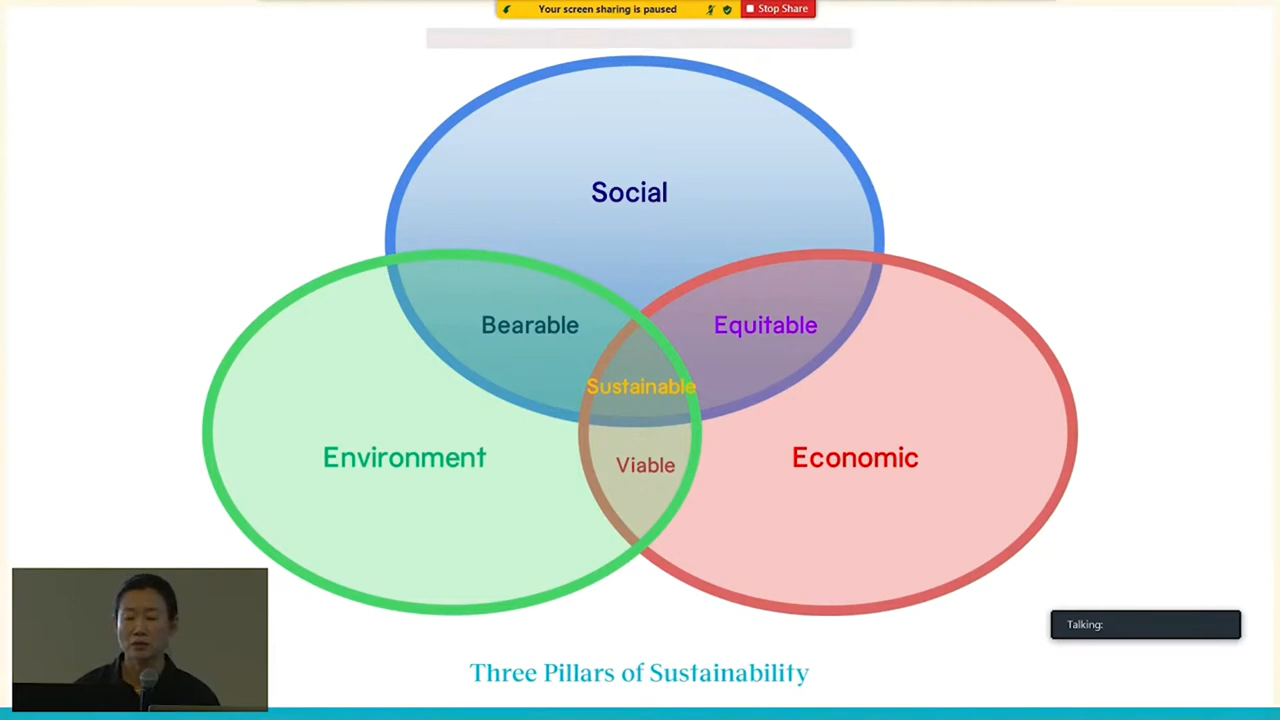 Your screen sharing is paused
Stop Share
Social
Bearable
Equitable
Sustainable
Environment
Viable
Economic
Talking:
Three Pillars of Sustainability